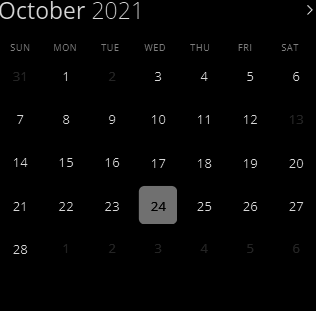 October 2021
SUN MON TUE WED THU FRI SAT
31 1 2 3 4 5 6
7 8 9 10 11 12 13
14 15 16 17 18 19 20
21 22 23 24 25 26 27
28 1 2 3 4 5 6